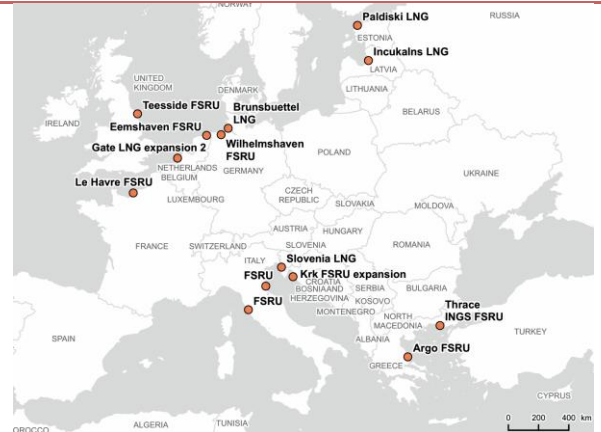 NORWAY
Paldiski LNG
RUSSIA
ESTONIA
Incukalns LNG
LATVIA
UNITED
KINGDOM
DENMARK
LITHUANIA
Teesside FSRU
Brunsbuettel
LNG
BELARUS
IRELAND
Eemshaven FSRU
Wilhelmshaven
FSRU
Gate LNG expansion 2
POLAND
NETHERLANDS
GERMANY
BELGIUM
Le Havre FSRU
UKRAINE
LUXEMBOURG
CZECH
REPUBLIC
SLOVAKIA
MOLDOVA
AUSTRIA
HUNGARY
FRANCE
SWITZERLAND
SLOVENIA
ROMANIA
ITALY
Slovenia LNG
FSRU
Krk FSRU expansion
CROATIA
BOSNIA AND
HERZEGOVINA
SERBIA
BULGARIA
FSRU
KOSOVO
MONTENEGRO
Thrace
INGS FSRU
NORTH
MACEDONIA
SPAIN
ALBANIA
TURKEY
Argo FSRU
GREECE
CYPRUS
ALGERIA
TUNISIA
OROCCO
0 200 400 km